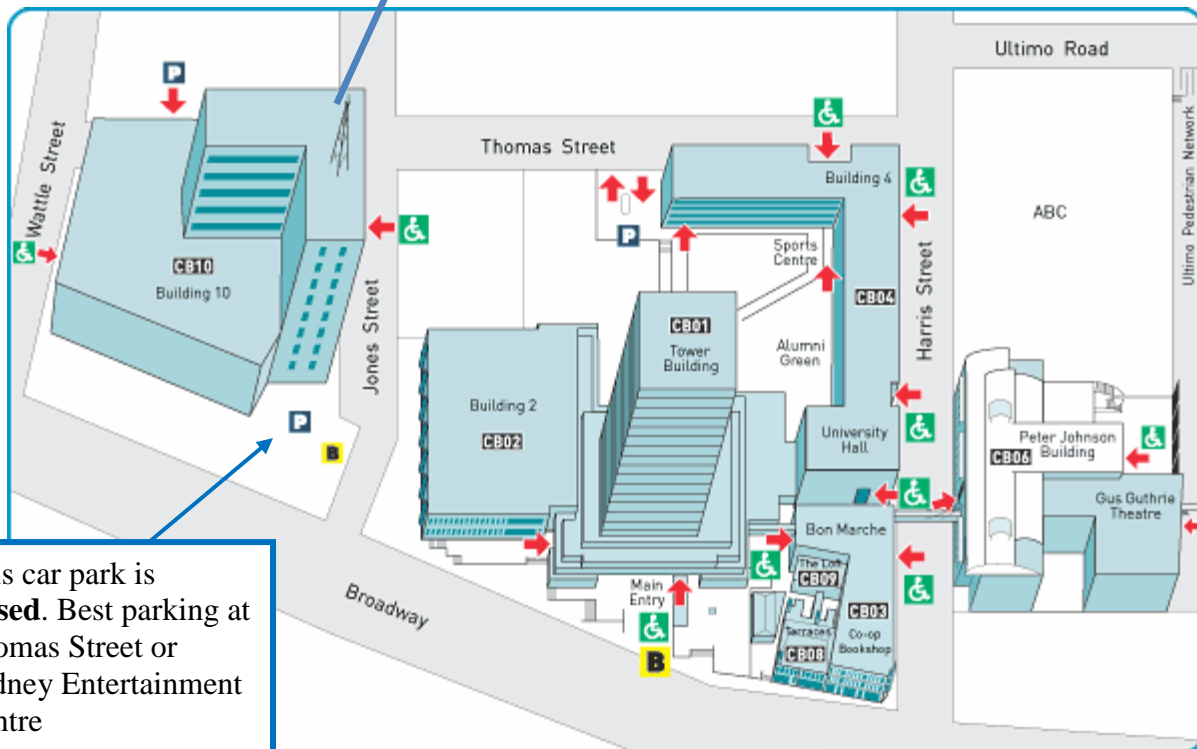 Ultimo Road
P
Wattle Street
Thomas Street
Building 4
Ultimo Pedestrian Network
ABC
P
Sports
Centre
CB10
Building 10
CB04
Harris Street
Jones Street
CB01
Tower
Building
Alumni
Green
Building 2
CB02
P
B
University
Hall
Peter Johnson
Building
CB06
Gus Guthrie
Theatre
Bon Marche
The Loft
CB09
Main
Entry
CB03
Terraces
Co-op
Bookshop
CB08
B
Broadway
s car park is
sed. Best parking at
omas Street or
dney Entertainment
ntre